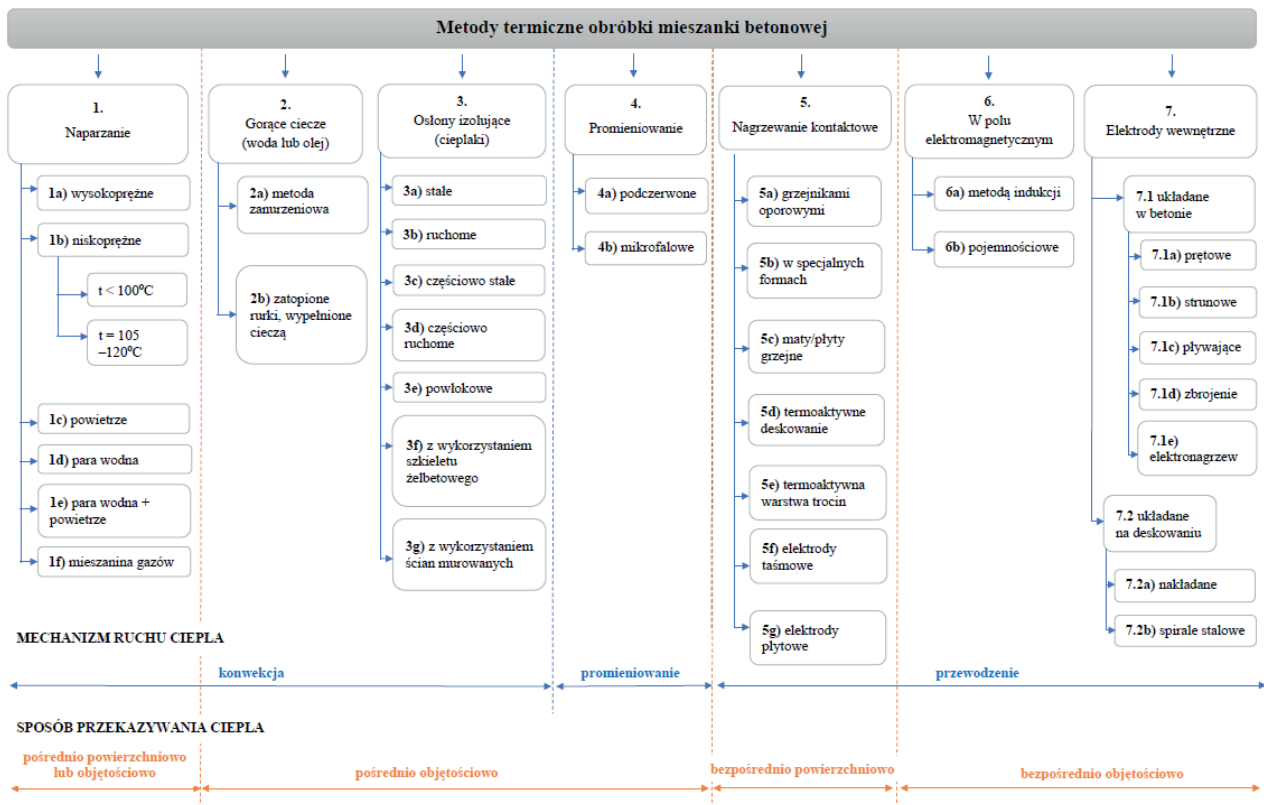 Metody termiczne obróbki mieszanki betonowej
1.
Naparzanie
1a) wysokoprężne
1b) niskoprężne
t < 100⁰C
t = 105
–120⁰C
1c) powietrze
1d) para wodna
1e) para wodna +
powietrze
1f) mieszanina gazów
2.
Gorące ciecze
(woda lub olej)
2a) metoda
zanurzeniowa
2b) zatopione
rurki, wypełnione
cieczą
3.
Osłony izolujące
(cieplaki)
3a) stałe
3b) ruchome
3c) częściowo stałe
3d) częściowo
ruchome
3e) powłokowe
3f) z wykorzystaniem
szkieletu
żelbetowego
3g) z wykorzystaniem
ścian murowanych
4.
Promieniowanie
4a) podczerwone
4b) mikrofalowe
5.
Nagrzewanie kontaktowe
5a) grzejnikami
oporowymi
5b) w specjalnych
formach
5c) maty/płyty
grzejne
5d) termoaktywne
deskowanie
5e) termoaktywna
warstwa trocin
5f) elektrody
taśmowe
5g) elektrody
płytowe
6.
W polu
elektromagnetycznym
6a) metodą indukcji
6b) pojemnościowe
7.
Elektrody wewnętrzne
7.1 układane
w betonie
7.1a) prętowe
7.1b) strunowe
7.1c) pływające
7.1d) zbrojenie
7.1e)
elektronagrzew
7.2 układane
na deskowaniu
7.2a) nakładane
7.2b) spirale stalowe
MECHANIZM RUCHU CIEPLA
konwekcja
promieniowanie
przewodzenie
SPOSÓB PRZEKAZYWANIA CIEPLA
pośrednio powierzchniowo
lub objętościowo
pośrednio objętościowo
bezpośrednio powierzchniowo
bezpośrednio objętościowo